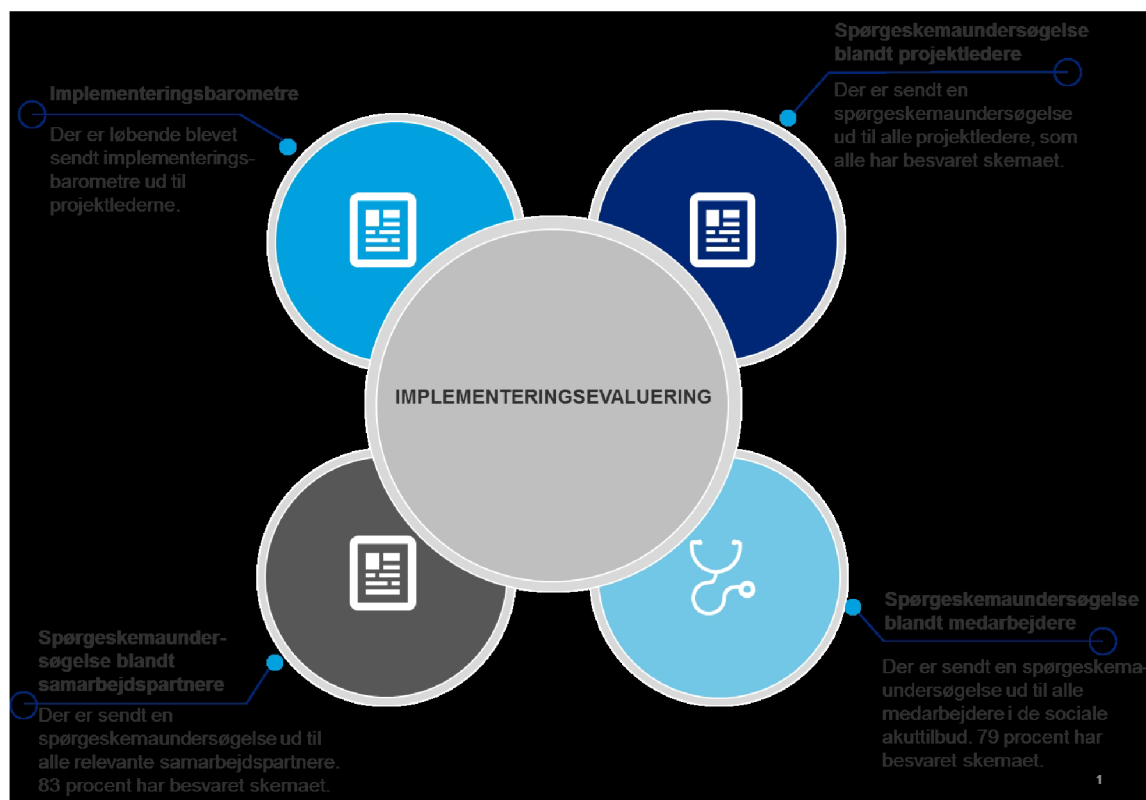 Implementeringsbarometre
Der er løbende blevet
sendt implementerings-
barometre ud til
projektlederne.
Spørgeskemaundersøgelse
blandt projektledere
Der er sendt en
spørgeskemaundersøgelse
ud til alle projektledere, som
alle har besvaret skemaet.
IMPLEMENTERINGSEVALUERING
Spørgeskemaunder-
søgelse blandt
samarbejdspartnere
Der er sendt en
spørgeskemaundersøgelse ud til
alle relevante samarbejdspartnere.
83 procent har besvaret skemaet.
Spørgeskemaundersøgelse
blandt medarbejdere
Der er sendt en spørgeskema-
undersøgelse ud til alle
medarbejdere i de sociale
akuttilbud. 79 procent har
besvaret skemaet.
1